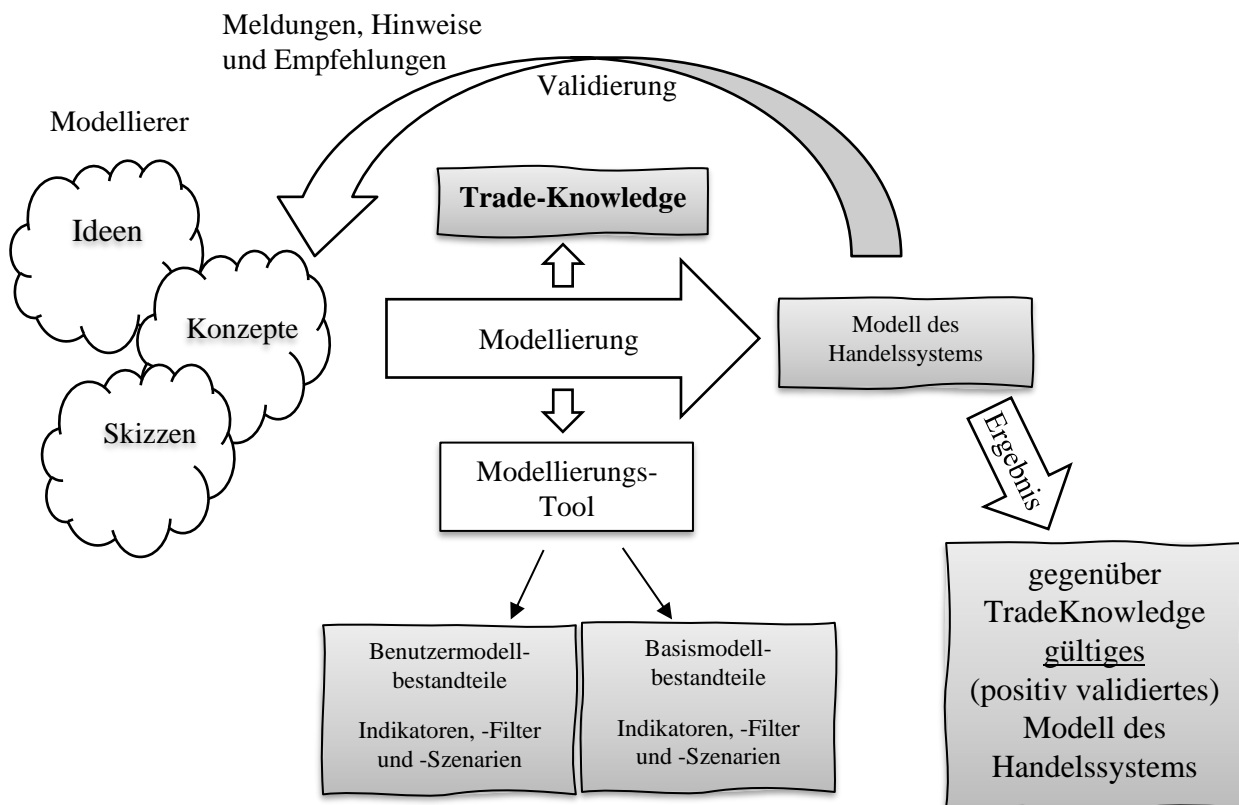 Meldungen, Hinweise
und Empfehlungen
Validierung
Modellierer
Ideen
Konzepte
Skizzen
Trade-Knowledge
Modellierung
Modell des
Handelssystems
Modellierungs-
Tool
Ergebnis
Benutzermodell-
bestandteile
Indikatoren, -Filter
und -Szenarien
Basismodell-
bestandteile
Indikatoren, -Filter
und -Szenarien
gegenüber
TradeKnowledge
gültiges
(positiv validiertes)
Modell des
Handelssystems